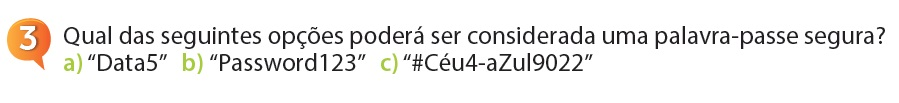 3 Qual das seguintes opções poderá ser considerada uma palavra-passe segura?
a) “Data5” b) “Password123” c) “#Céu4-aZul9022”